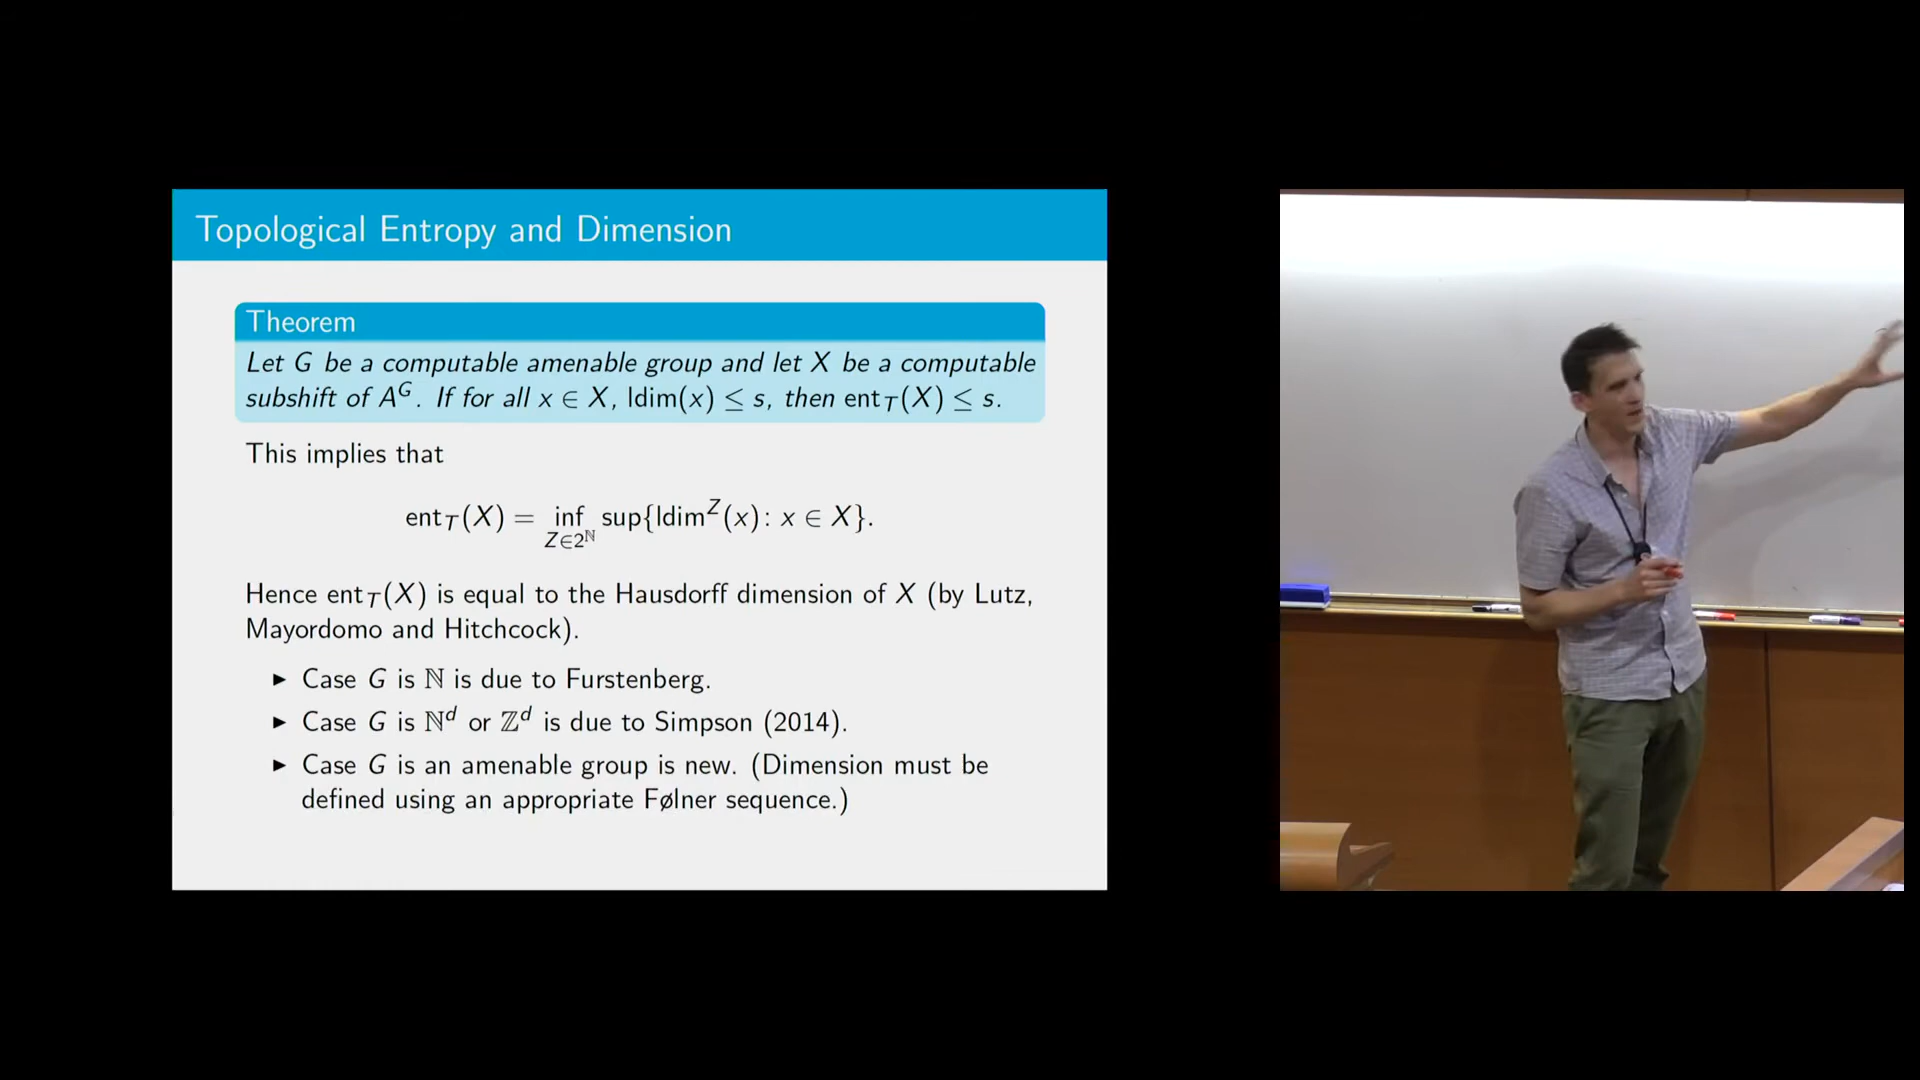 Topological Entropy and Dimension
Theorem
Let G be a computable amenable group and let X be a computable
subshift of A^G. If for all x ∈ X, ldim(x) ≤ s, then ent_T(X) ≤ s.
This implies that
ent_T(X) = inf_{Z∈2^ℕ} sup{ldim^Z(x): x ∈ X}.
Hence ent_T(X) is equal to the Hausdorff dimension of X (by Lutz,
Mayordomo and Hitchcock).
▶ Case G is ℕ is due to Furstenberg.
▶ Case G is ℕ^d or ℤ^d is due to Simpson (2014).
▶ Case G is an amenable group is new. (Dimension must be
defined using an appropriate Følner sequence.)